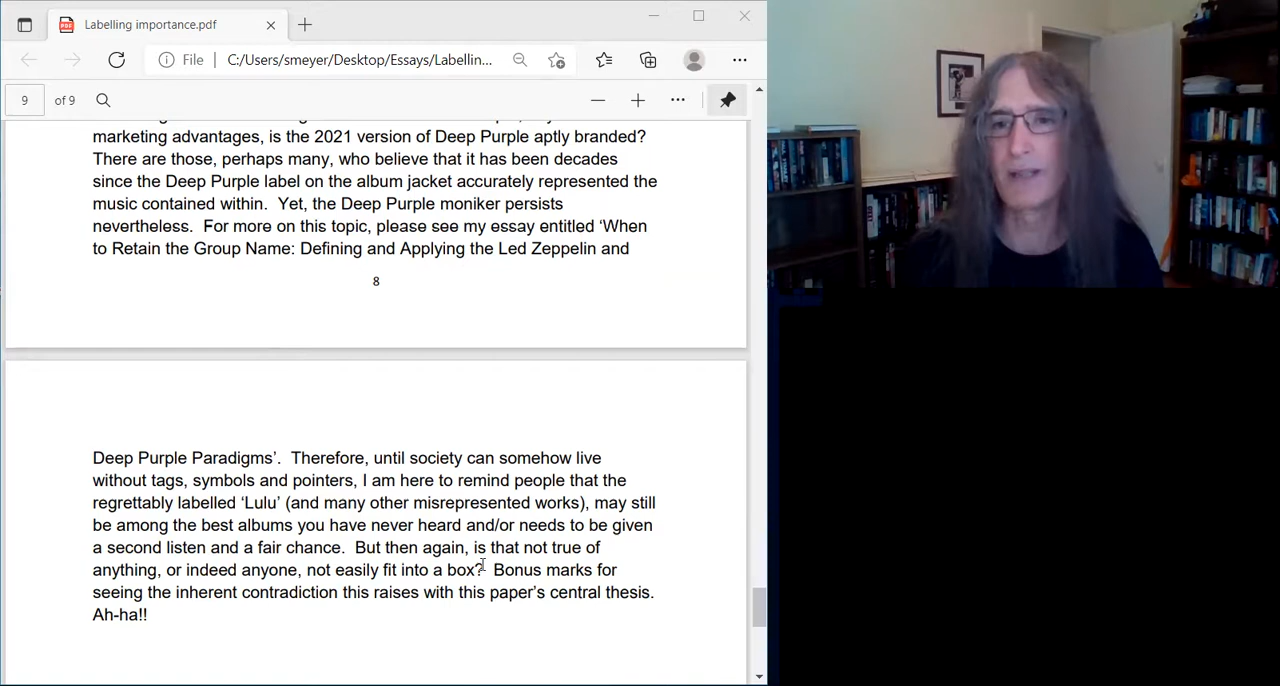 Labelling importance.pdf
File C:/Users/smeyer/Desktop/Essays/Labellin...
9 of 9
marketing advantages, is the 2021 version of Deep Purple aptly branded?
There are those, perhaps many, who believe that it has been decades
since the Deep Purple label on the album jacket accurately represented the
music contained within.  Yet, the Deep Purple moniker persists
nevertheless.  For more on this topic, please see my essay entitled ‘When
to Retain the Group Name: Defining and Applying the Led Zeppelin and
8
Deep Purple Paradigms’.  Therefore, until society can somehow live
without tags, symbols and pointers, I am here to remind people that the
regrettably labelled ‘Lulu’ (and many other misrepresented works), may still
be among the best albums you have never heard and/or needs to be given
a second listen and a fair chance.  But then again, is that not true of
anything, or indeed anyone, not easily fit into a box?  Bonus marks for
seeing the inherent contradiction this raises with this paper’s central thesis.
Ah-ha!!